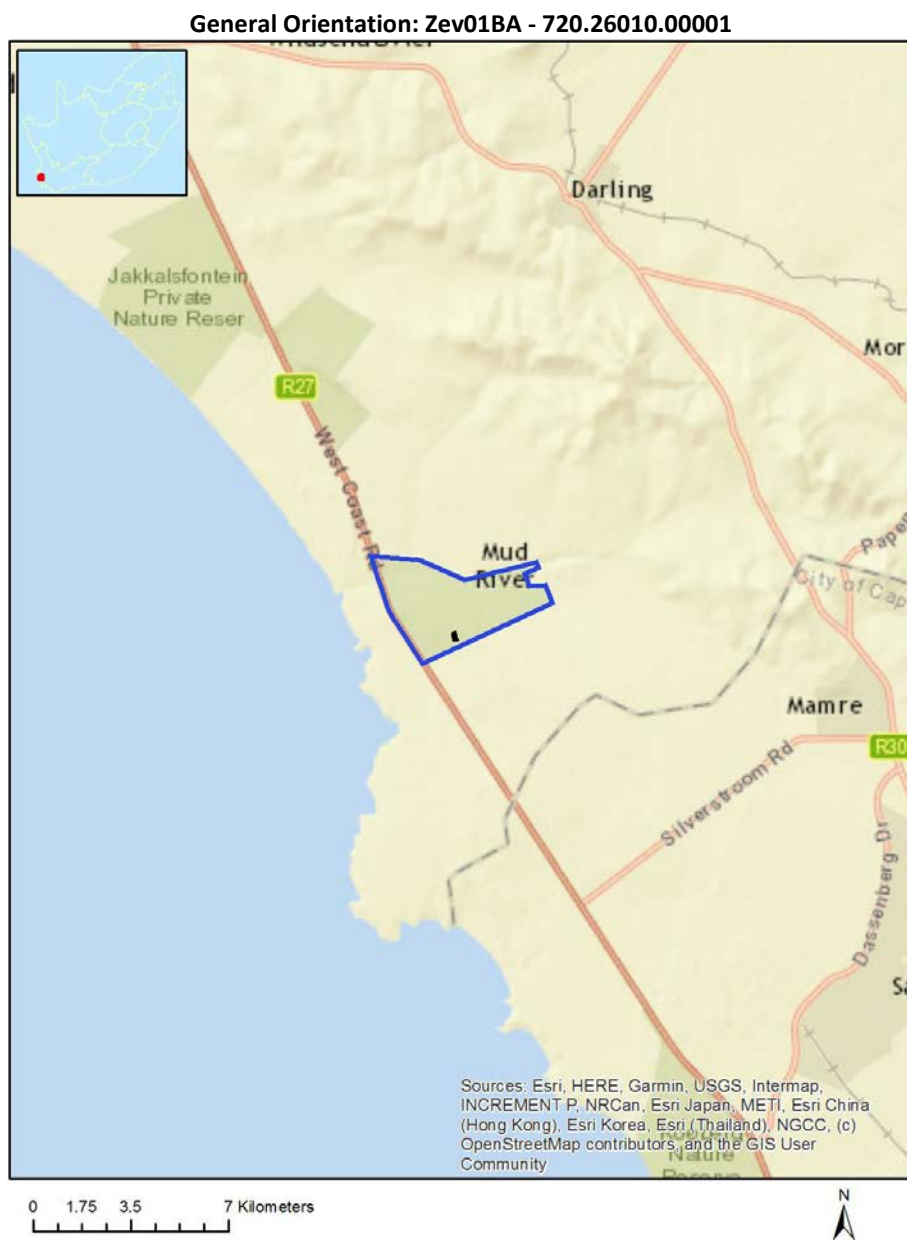 General Orientation: Zev01BA - 720.26010.00001
Darling
Jakkalsfontein
Private
Nature Reser
Mor
R27
West Coast Rd
Mud
River
Papen
City of Cap
Mamre
R30
Silverstroom Rd
Dassenberg Dr
Sa
Sources: Esri, HERE, Garmin, USGS, Intermap,
INCREMENT P, NRCan, Esri Japan, METI, Esri China
(Hong Kong), Esri Korea, Esri (Thailand), NGCC, (c)
OpenStreetMap contributors, and the GIS User
Community
Nature
0 1.75 3.5 7 Kilometers
N